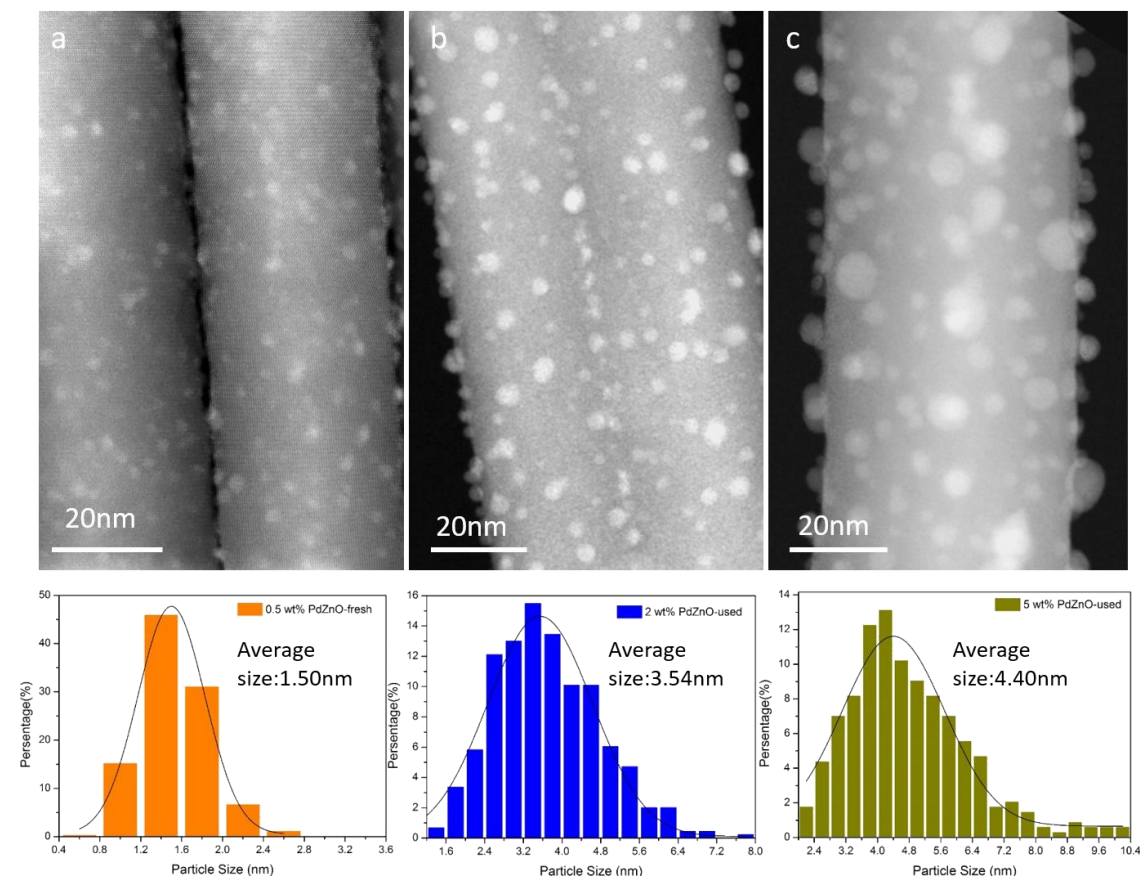 a
b
c
20nm
20nm
20nm
50
40
30
20
10
0
0.4 0.8 1.2 1.6 2.0 2.4 2.8 3.2 3.6
Persentage(%)
Particle Size (nm)
0.5 wt% PdZnO-fresh
Average
size:1.50nm
16
14
12
10
8
6
4
2
0
1.6 2.4 3.2 4.0 4.8 5.6 6.4 7.2 8.0
Persentage(%)
Particle Size (nm)
2 wt% PdZnO-used
Average
size:3.54nm
14
12
10
8
6
4
2
0
2.4 3.2 4.0 4.8 5.6 6.4 7.2 8.0 8.8 9.6 10.4
Persentage(%)
Particle Size (nm)
5 wt% PdZnO-used
Average
size:4.40nm